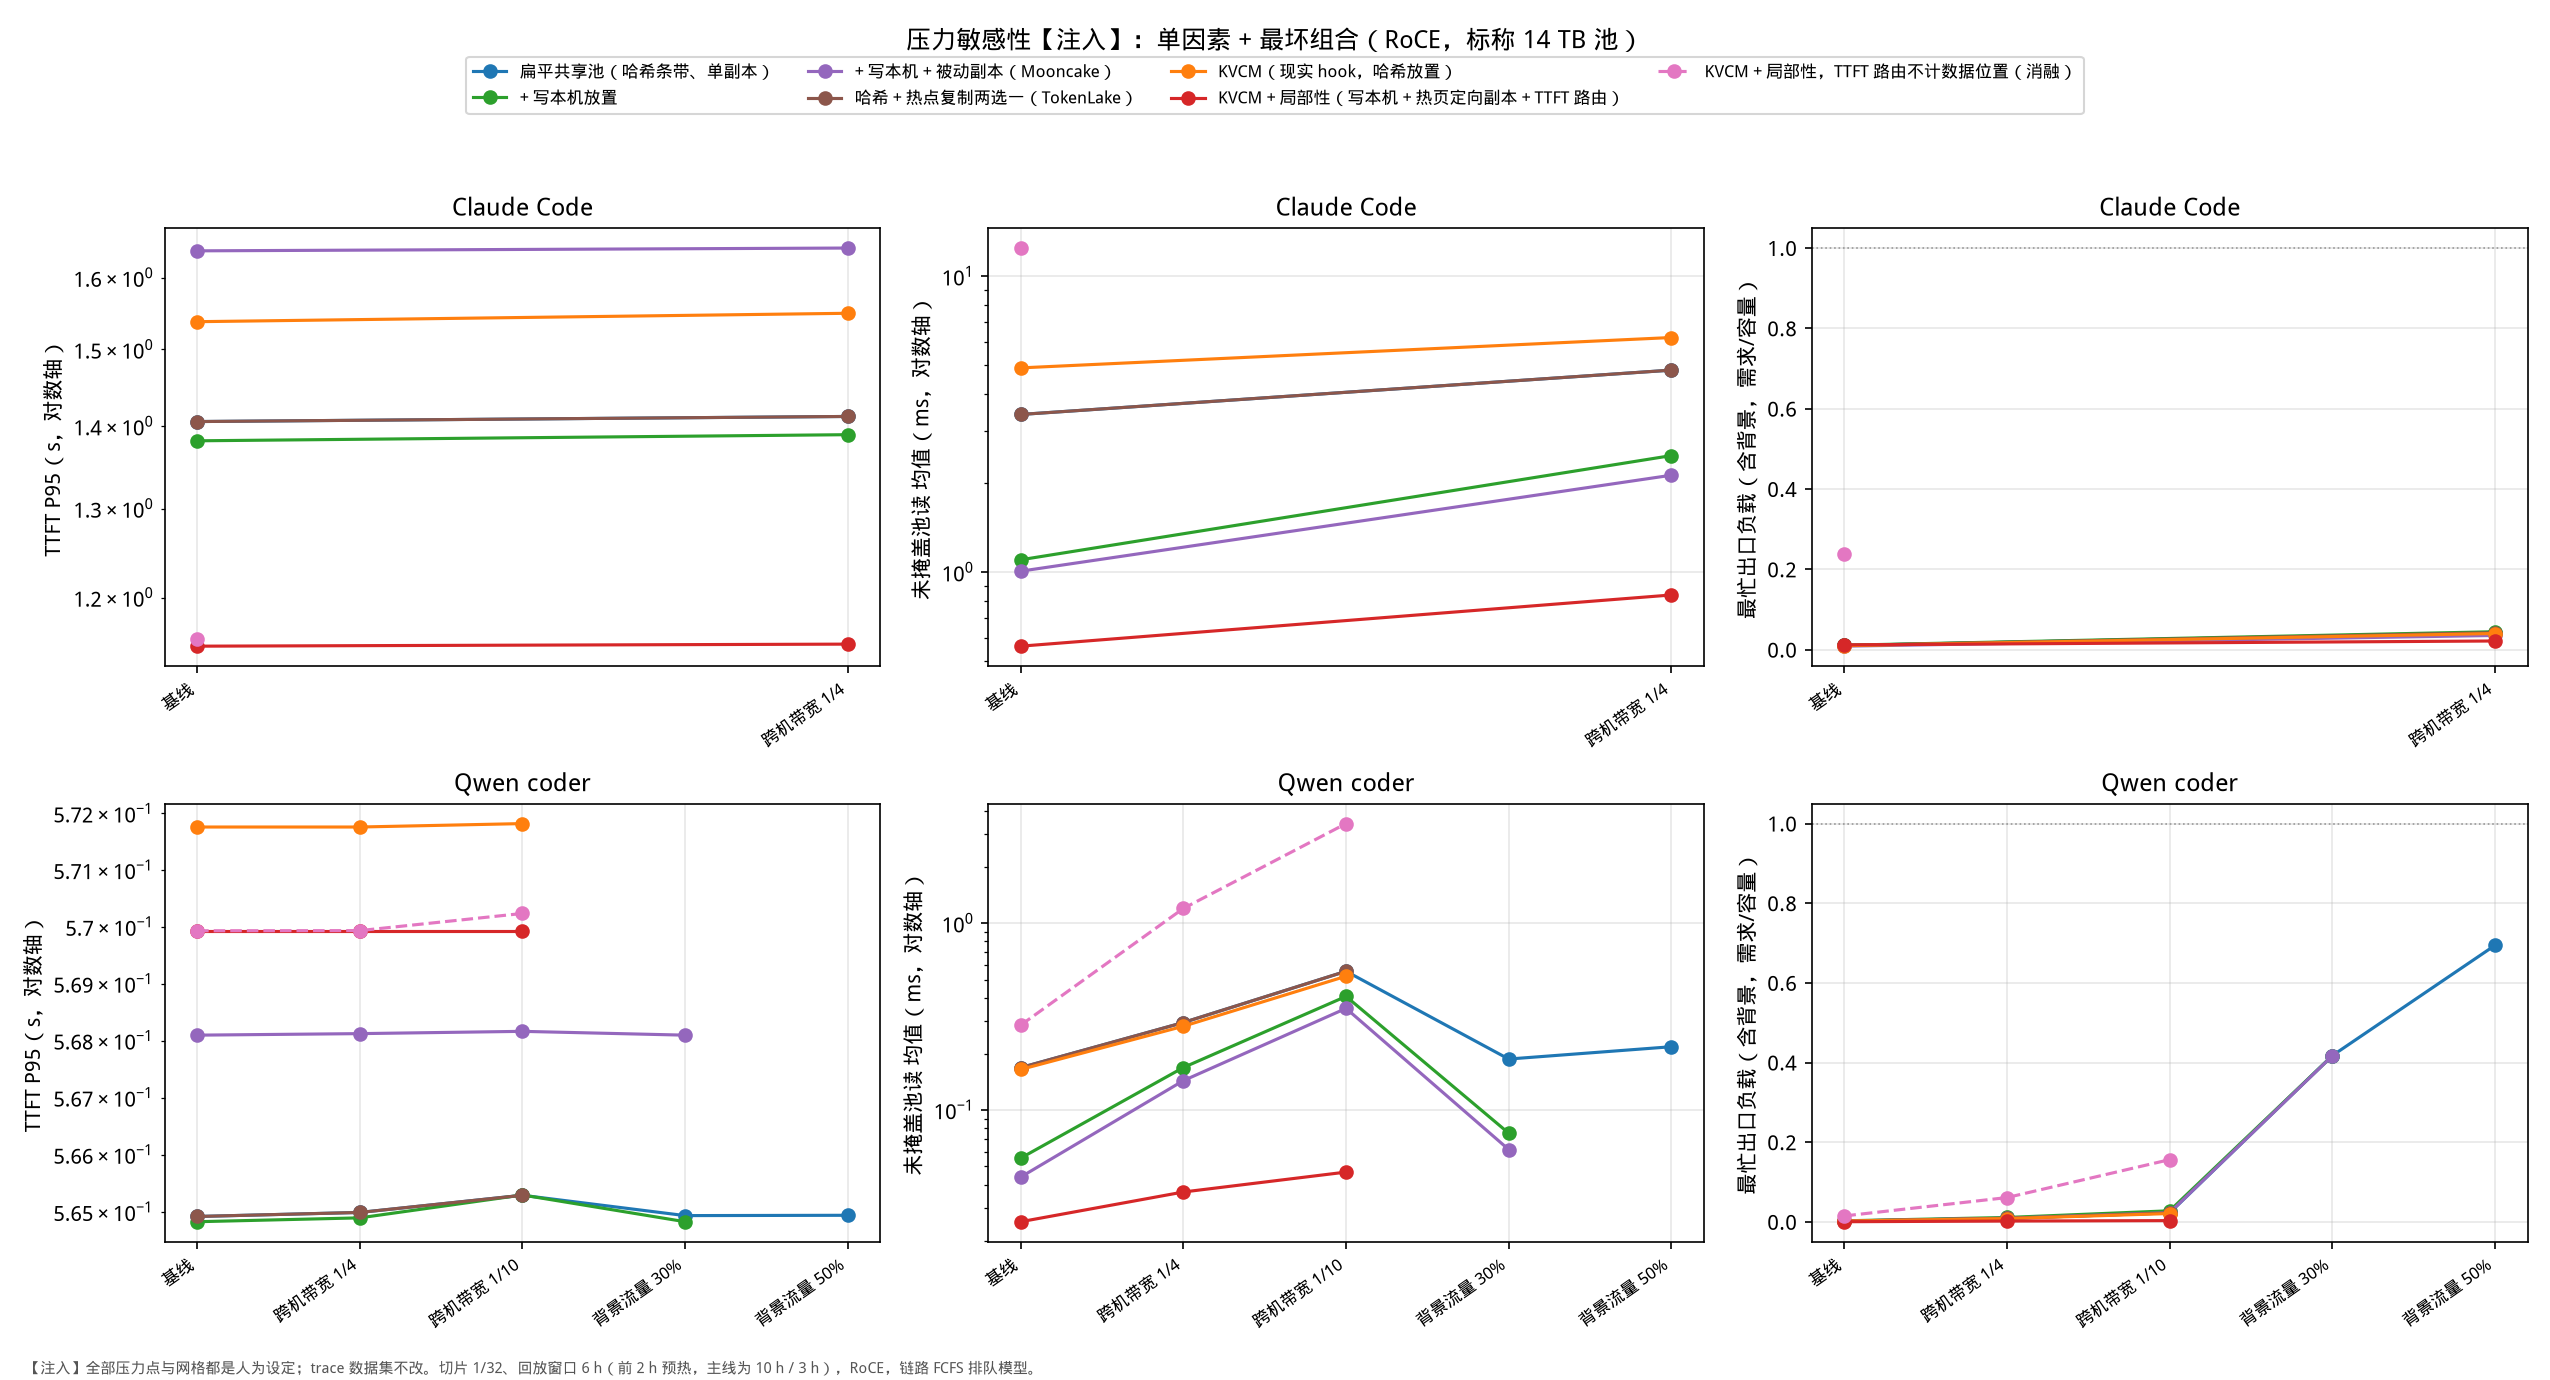 压力敏感性【注入】：单因素 + 最坏组合（RoCE，标称 14 TB 池）
扁平共享池（哈希条带、单副本）
+ 写本机放置
+ 写本机 + 被动副本（Mooncake）
哈希 + 热点复制两选一（TokenLake）
KVCM（现实 hook，哈希放置）
KVCM + 局部性（写本机 + 热页定向副本 + TTFT 路由）
KVCM + 局部性，TTFT 路由不计数据位置（消融）
Claude Code
TTFT P95（s，对数轴）
1.6 × 10⁰
1.5 × 10⁰
1.4 × 10⁰
1.3 × 10⁰
1.2 × 10⁰
基线
跨机带宽 1/4
Claude Code
未掩盖池读 均值（ms，对数轴）
10¹
10⁰
基线
跨机带宽 1/4
Claude Code
最忙出口负载（含背景，需求/容量）
1.0
0.8
0.6
0.4
0.2
0.0
基线
跨机带宽 1/4
Qwen coder
TTFT P95（s，对数轴）
5.72 × 10⁻¹
5.71 × 10⁻¹
5.7 × 10⁻¹
5.69 × 10⁻¹
5.68 × 10⁻¹
5.67 × 10⁻¹
5.66 × 10⁻¹
5.65 × 10⁻¹
基线
跨机带宽 1/4
跨机带宽 1/10
背景流量 30%
背景流量 50%
Qwen coder
未掩盖池读 均值（ms，对数轴）
10⁰
10⁻¹
基线
跨机带宽 1/4
跨机带宽 1/10
背景流量 30%
背景流量 50%
Qwen coder
最忙出口负载（含背景，需求/容量）
1.0
0.8
0.6
0.4
0.2
0.0
基线
跨机带宽 1/4
跨机带宽 1/10
背景流量 30%
背景流量 50%
【注入】全部压力点与网格都是人为设定；trace 数据集不改。切片 1/32、回放窗口 6 h（前 2 h 预热，主线为 10 h / 3 h），RoCE，链路 FCFS 排队模型。